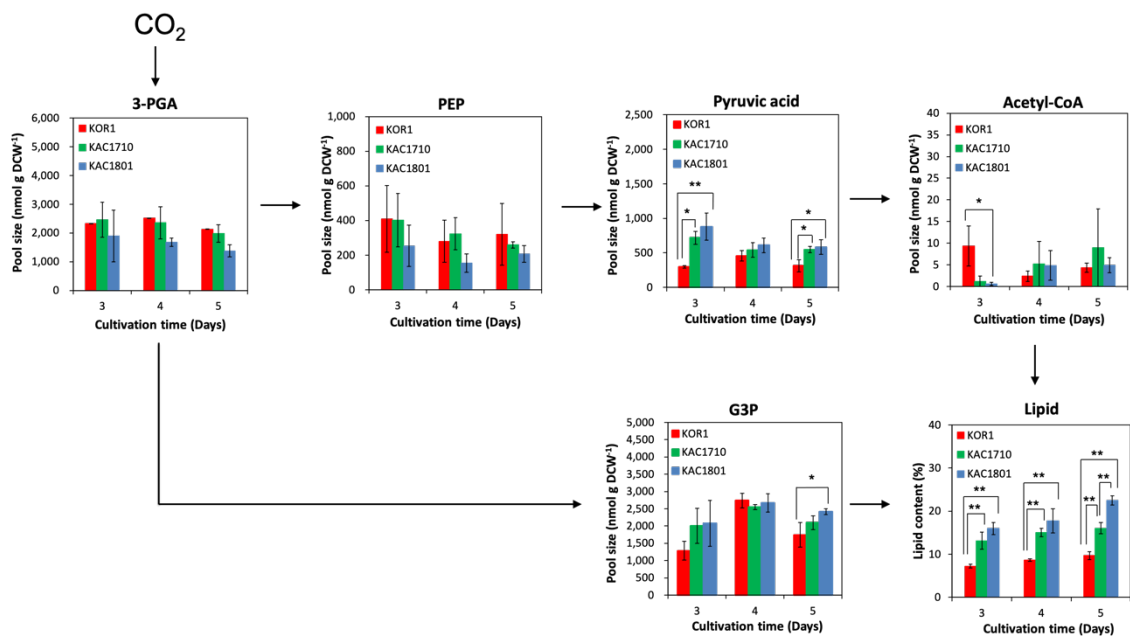 CO2
3-PGA
Pool size (nmol g DCW-1)
6,000
5,000
4,000
3,000
2,000
1,000
0
KOR1
KAC1710
KAC1801
3 4 5
Cultivation time (Days)
PEP
Pool size (nmol g DCW-1)
1,000
800
600
400
200
0
KOR1
KAC1710
KAC1801
3 4 5
Cultivation time (Days)
Pyruvic acid
Pool size (nmol g DCW-1)
2,500
2,000
1,500
1,000
500
0
KOR1
KAC1710
KAC1801
**
*
*
*
3 4 5
Cultivation time (Days)
Acetyl-CoA
Pool size (nmol g DCW-1)
40
35
30
25
20
15
10
5
0
KOR1
KAC1710
KAC1801
*
3 4 5
Cultivation time (Days)
G3P
Pool size (nmol g DCW-1)
5,000
4,500
4,000
3,500
3,000
2,500
2,000
1,500
1,000
500
0
KOR1
KAC1710
KAC1801
*
3 4 5
Cultivation time (Days)
Lipid
Lipid content (%)
40
30
20
10
0
KOR1
KAC1710
KAC1801
**
**
**
**
**
** **
3 4 5
Cultivation time (Days)